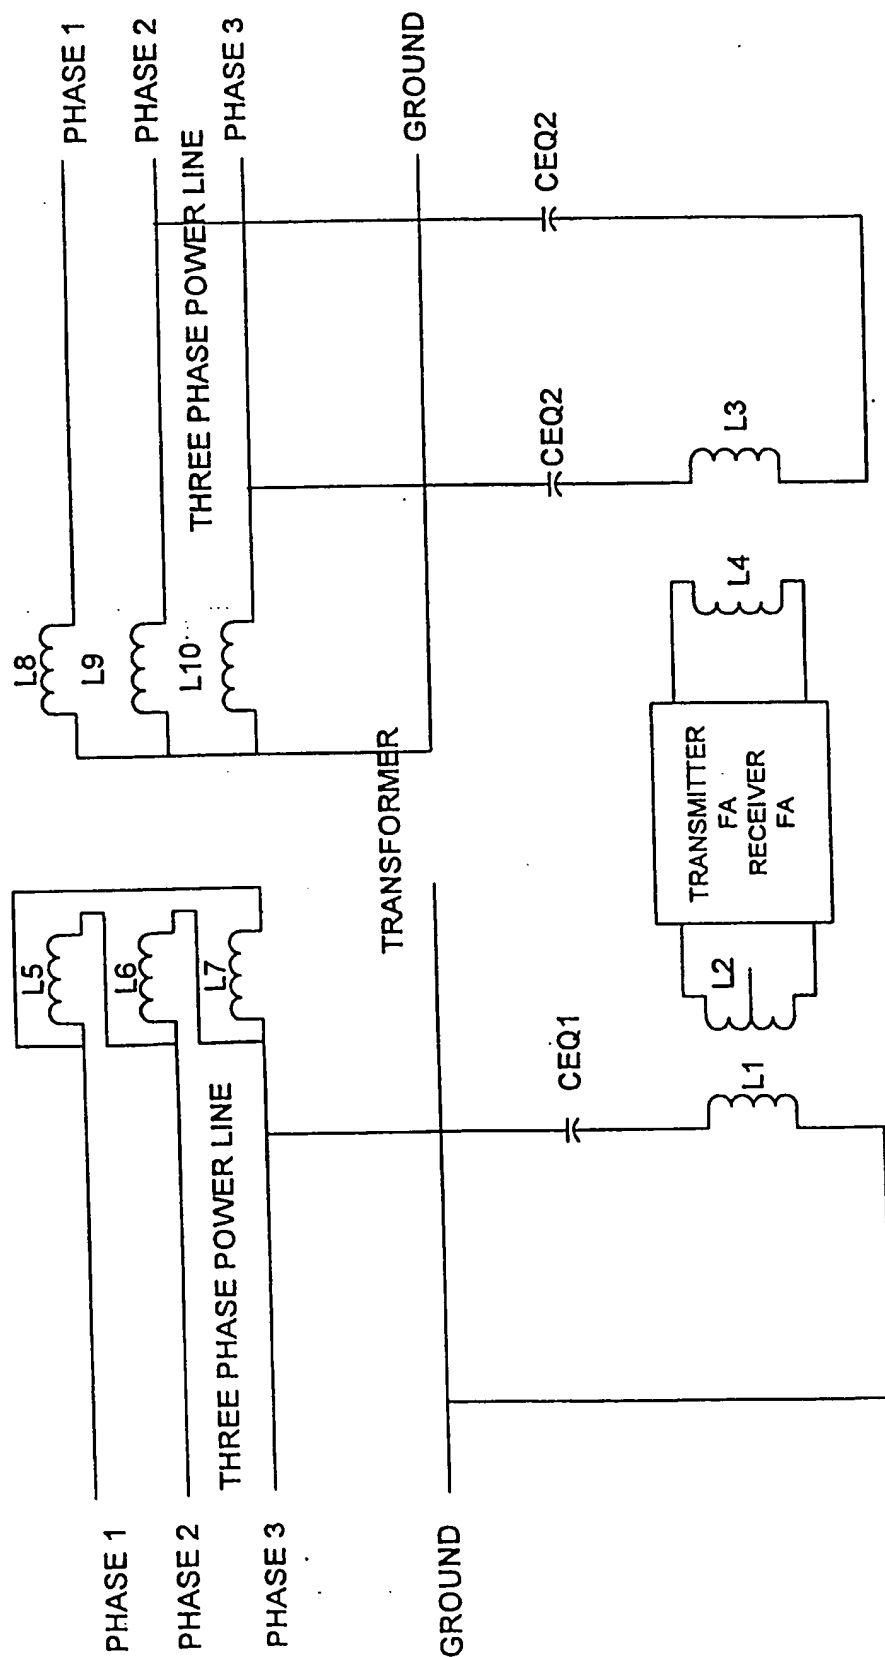 PHASE 1
PHASE 2
THREE PHASE POWER LINE
PHASE 3
GROUND
L5
L6
L7
TRANSFORMER
L8
L9
L10
PHASE 1
PHASE 2
THREE PHASE POWER LINE
PHASE 3
GROUND
CEQ1
CEQ2
CEQ2
L1
L2
TRANSMITTER
FA
RECEIVER
FA
L4
L3